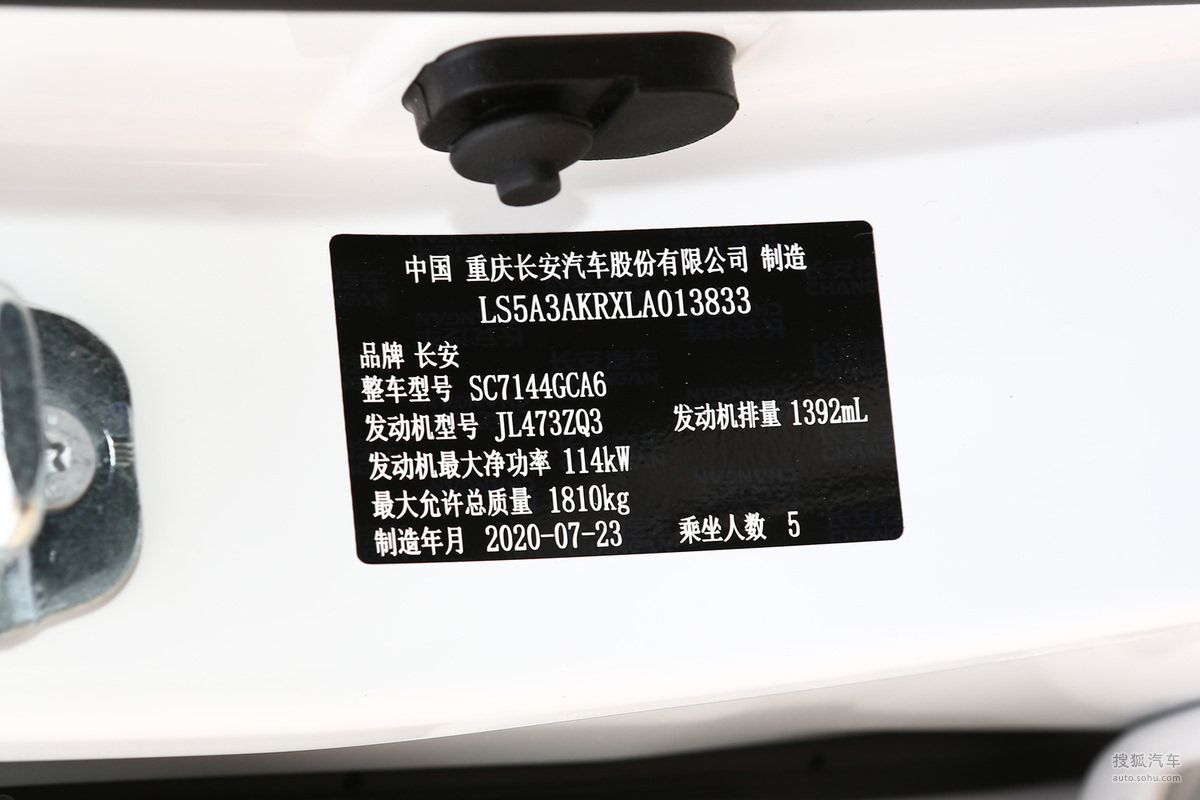 中国 重庆长安汽车股份有限公司 制造
LS5A3AKRXLA013833
品牌 长安
整车型号 SC7144GCA6
发动机型号 JL473ZQ3 发动机排量 1392mL
发动机最大净功率 114kW
最大允许总质量 1810kg
制造年月 2020-07-23 乘坐人数 5
搜狐汽车
auto.sohu.com